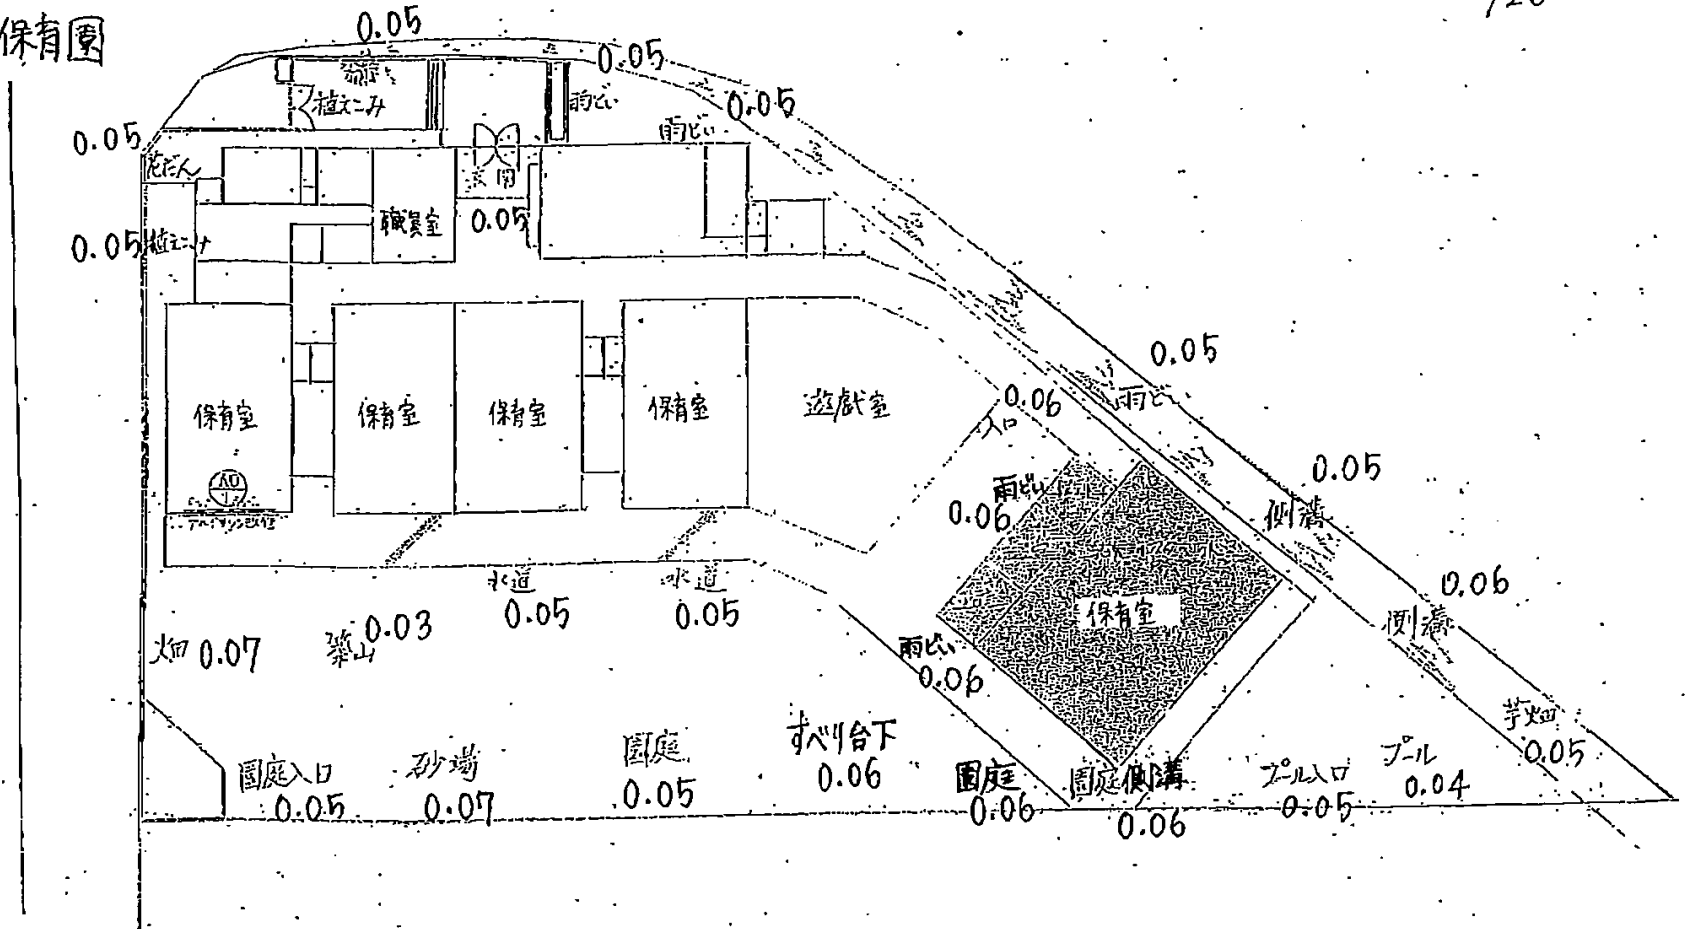 保育園
0.05
0.05
植えこみ
雨どい
0.05
雨どい
0.05
花だん
玄関
職員室
0.05
0.05
0.05
0.06
雨どい
入口
保育室
保育室
保育室
保育室
遊戯室
0.05
雨どい
0.06
側溝
0.06
水道
0.05
水道
0.05
保育室
側溝
畑 0.07
築山 0.03
雨どい
0.06
芋畑
0.05
園庭入口
0.05
砂場
0.07
園庭
0.05
すべり台下
0.06
園庭
0.06
園庭側溝
0.06
プール入口
0.05
プール
0.04